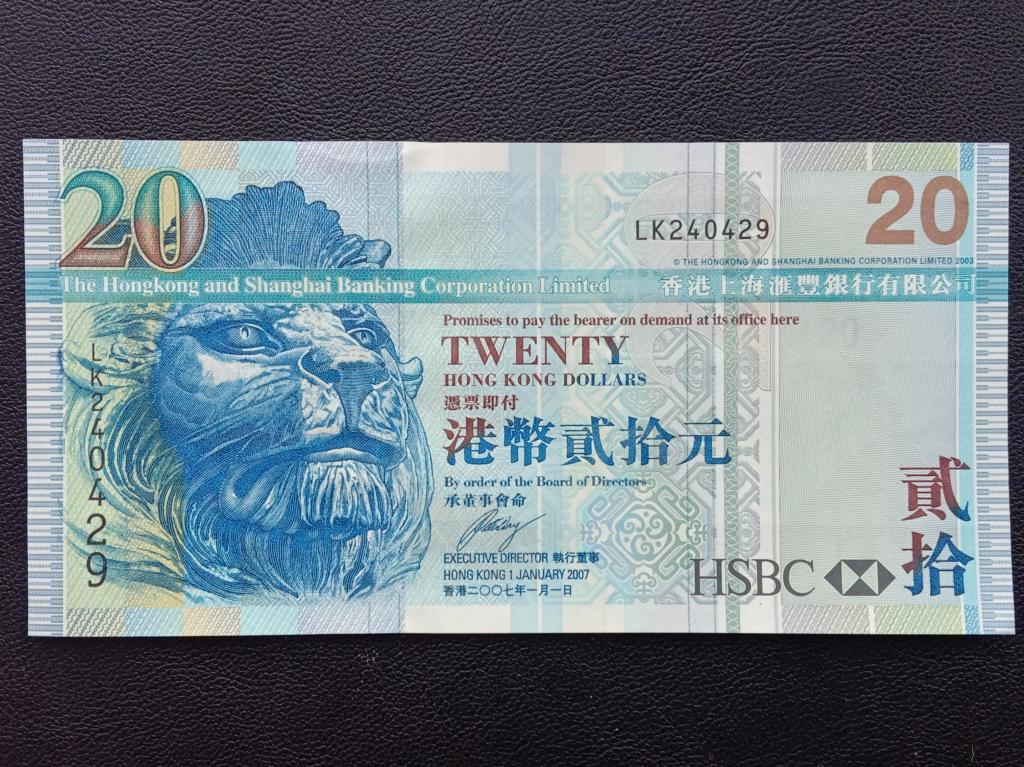 20
LK240429
20
© THE HONGKONG AND SHANGHAI BANKING CORPORATION LIMITED 2003
The Hongkong and Shanghai Banking Corporation Limited 香港上海滙豐銀行有限公司
Promises to pay the bearer on demand at its office here
TWENTY
HONG KONG DOLLARS
憑票即付
港幣貳拾元
By order of the Board of Directors
承董事會命
EXECUTIVE DIRECTOR 執行董事
HONG KONG 1 JANUARY 2007
香港二〇〇七年一月一日
LK240429
HSBC
貳拾